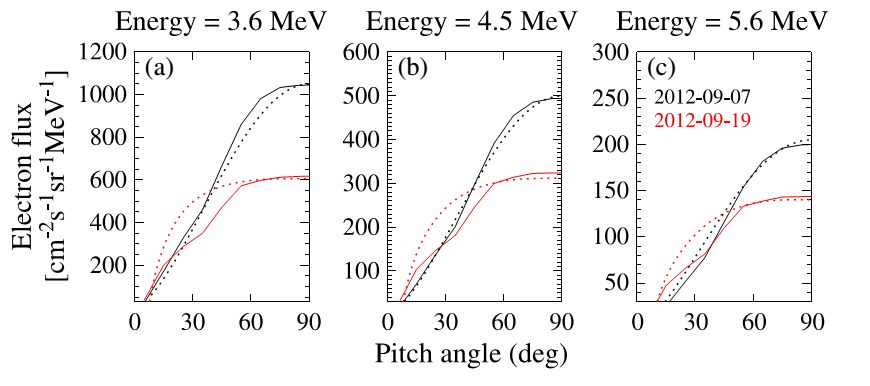 Energy = 3.6 MeV
Energy = 4.5 MeV
Energy = 5.6 MeV
Electron flux
[cm⁻²s⁻¹sr⁻¹MeV⁻¹]
(a)
1200
1000
800
600
400
200
0 30 60 90
(b)
600
500
400
300
200
100
0 30 60 90
(c)
2012-09-07
2012-09-19
300
250
200
150
100
50
0 30 60 90
Pitch angle (deg)